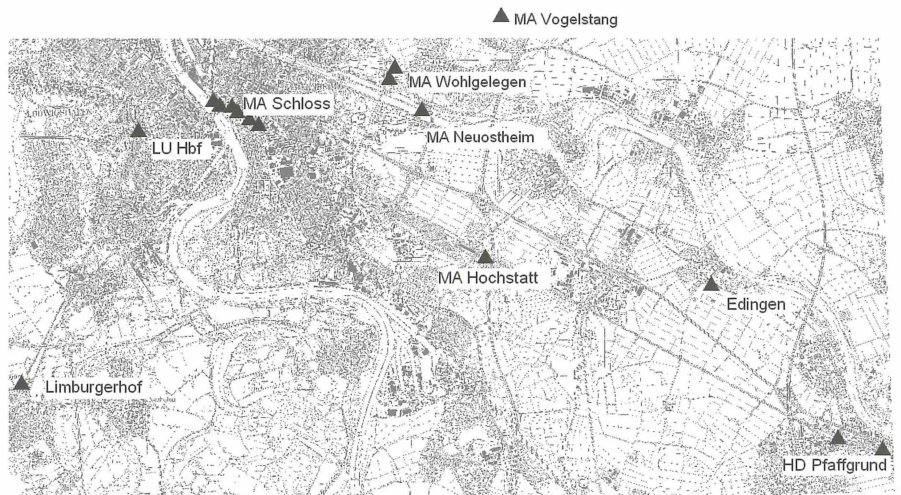 MA Vogelstang
MA Wohlgelegen
MA Schloss
MA Neuostheim
LU Hbf
MA Hochstatt
Edingen
Limburgerhof
HD Pfaffgrund